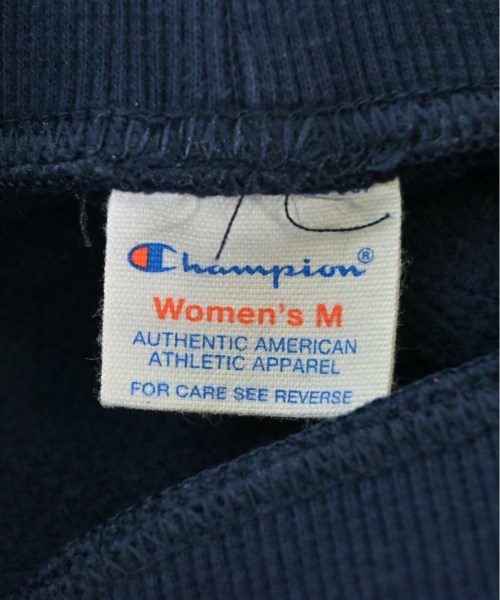 Champion®
Women's M
AUTHENTIC AMERICAN
ATHLETIC APPAREL
FOR CARE SEE REVERSE